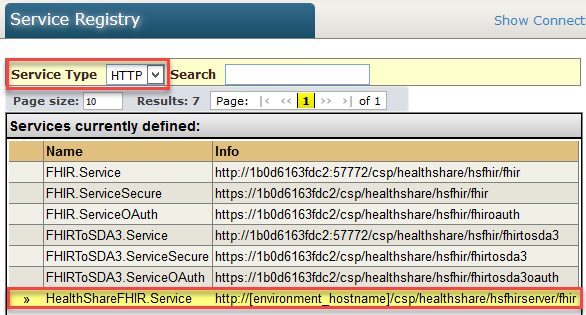 Service Registry
Show Connect
Service Type HTTP Search
Page size: 10 Results: 7 Page: |< << 1 >> >| of 1
Services currently defined:
Name Info
FHIR.Service http://1b0d6163fdc2:57772/csp/healthshare/hsfhir/fhir
FHIR.ServiceSecure https://1b0d6163fdc2/csp/healthshare/hsfhir/fhir
FHIR.ServiceOAuth https://1b0d6163fdc2/csp/healthshare/hsfhir/fhiroauth
FHIRToSDA3.Service http://1b0d6163fdc2:57772/csp/healthshare/hsfhir/fhirtosda3
FHIRToSDA3.ServiceSecure https://1b0d6163fdc2/csp/healthshare/hsfhir/fhirtosda3
FHIRToSDA3.ServiceOAuth https://1b0d6163fdc2/csp/healthshare/hsfhir/fhirtosda3oauth
» HealthShareFHIR.Service http://[environment_hostname]/csp/healthshare/hsfhirserver/fhir